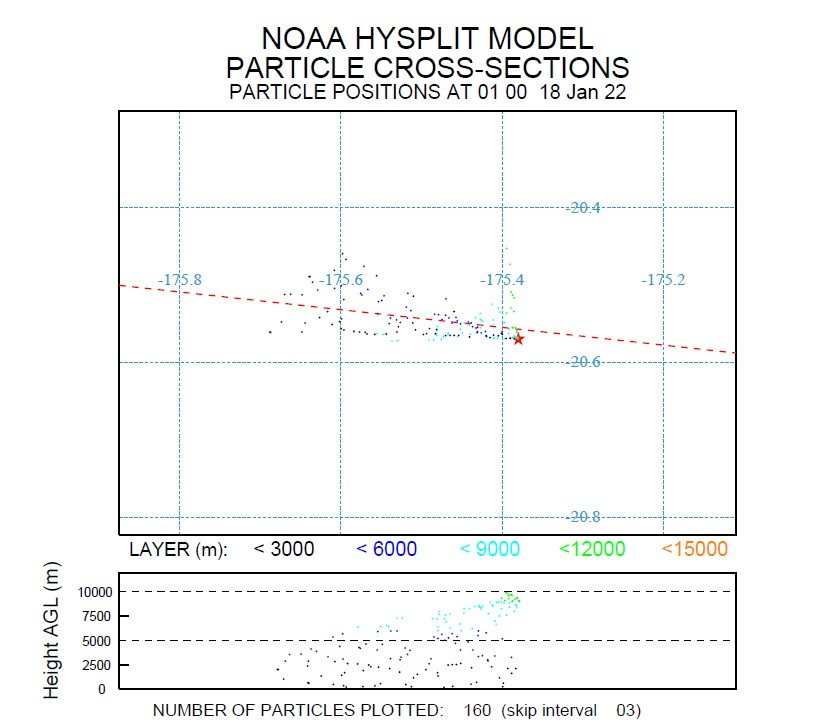 NOAA HYSPLIT MODEL
PARTICLE CROSS-SECTIONS
PARTICLE POSITIONS AT 01 00 18 Jan 22
-20.4
-175.8 -175.6 -175.4 -175.2
-20.6
-20.8
LAYER (m): < 3000 < 6000 < 9000 <12000 <15000
Height AGL (m)
10000
7500
5000
2500
0
NUMBER OF PARTICLES PLOTTED: 160 (skip interval 03)